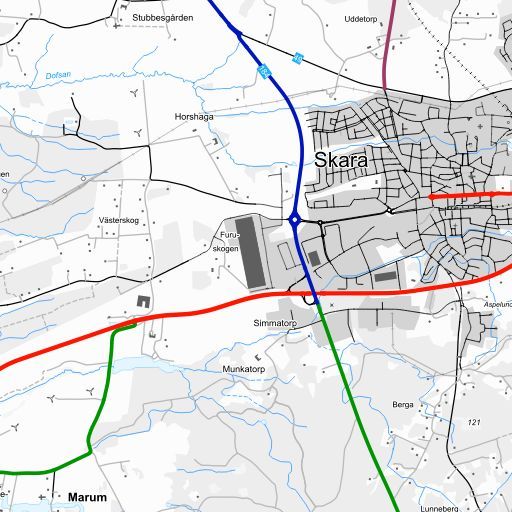 Stubbesgården
Uddetorp
Dofsan
Horshaga
Skara
Västerskog
Furu-
skogen
Simmatorp
Aspelund
Munkatorp
Berga
121
Marum
Lunneberg